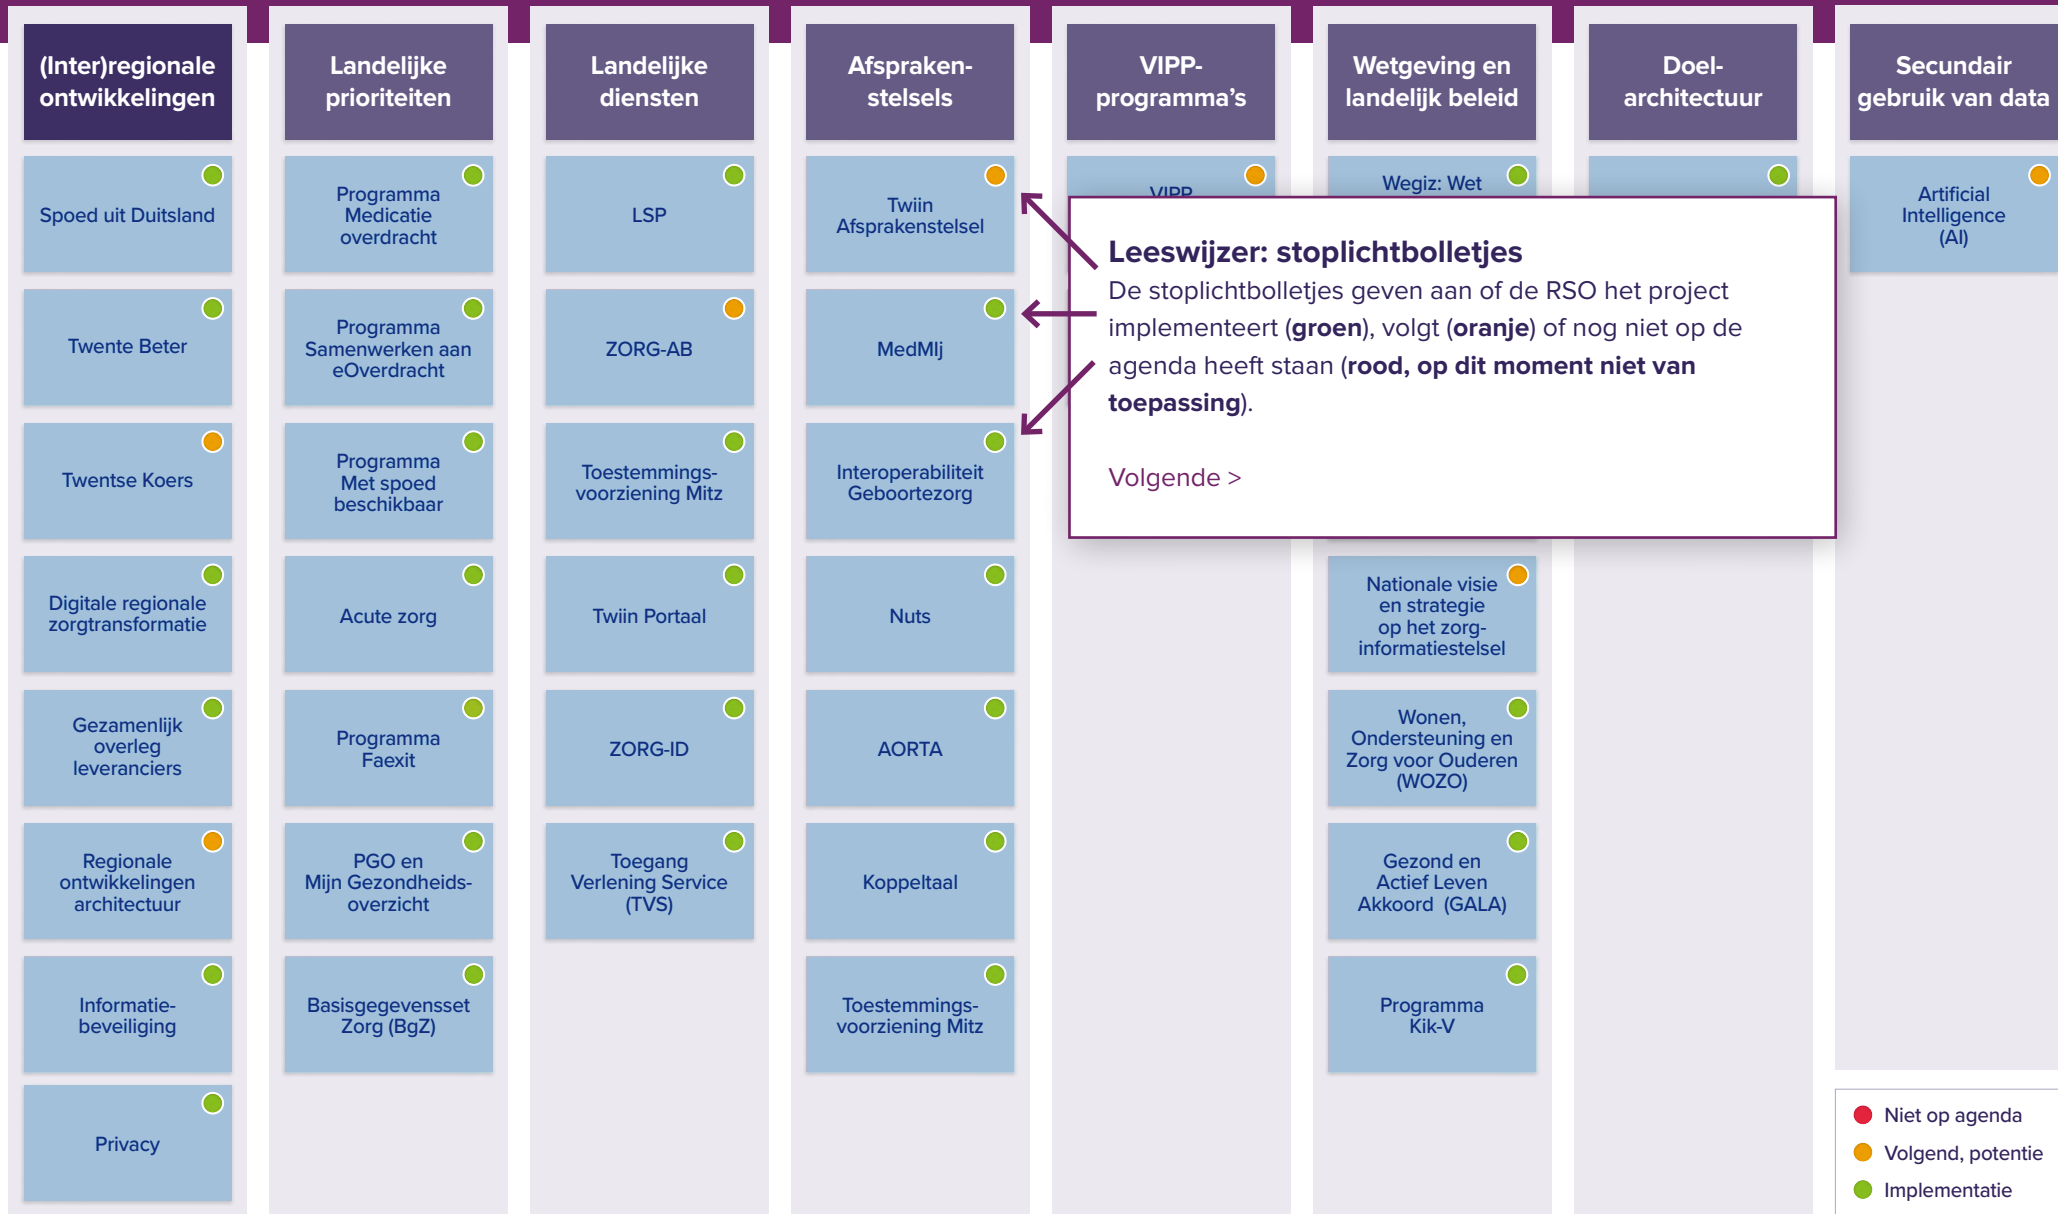 (Inter)regionale
ontwikkelingen
Spoed uit Duitsland
Twente Beter
Twentse Koers
Digitale regionale
zorgtransformatie
Gezamenlijk
overleg
leveranciers
Regionale
ontwikkelingen
architectuur
Informatie-
beveiliging
Privacy
Landelijke
prioriteiten
Programma
Medicatie
overdracht
Programma
Samenwerken aan
eOverdracht
Programma
Met spoed
beschikbaar
Acute zorg
Programma
Faexit
PGO en
Mijn Gezondheids-
overzicht
Basisgegevensset
Zorg (BgZ)
Landelijke
diensten
LSP
ZORG-AB
Toestemmings-
voorziening Mitz
Twiin Portaal
ZORG-ID
Toegang
Verlening Service
(TVS)
Afspraken-
stelsels
Twiin
Afsprakenstelsel
MedMIj
Interoperabiliteit
Geboortezorg
Nuts
AORTA
Koppeltaal
Toestemmings-
voorziening Mitz
VIPP-
programma's
VIPP
Wetgeving en
landelijk beleid
Wegiz: Wet
Nationale visie
en strategie
op het zorg-
informatiestelsel
Wonen,
Ondersteuning en
Zorg voor Ouderen
(WOZO)
Gezond en
Actief Leven
Akkoord (GALA)
Programma
Kik-V
Doel-
architectuur
Secundair
gebruik van data
Artificial
Intelligence
(AI)
Leeswijzer: stoplichtbolletjes
De stoplichtbolletjes geven aan of de RSO het project
implementeert (groen), volgt (oranje) of nog niet op de
agenda heeft staan (rood, op dit moment niet van
toepassing).
Volgende >
Niet op agenda
Volgend, potentie
Implementatie